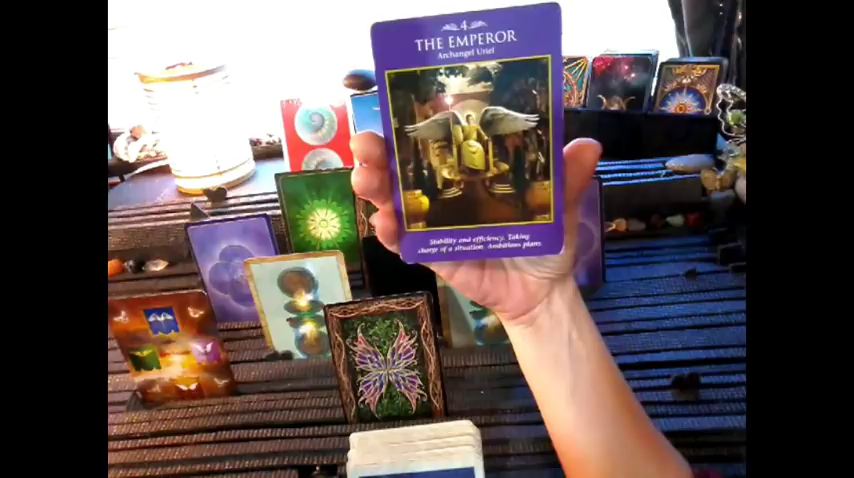 4
THE EMPEROR
Archangel Uriel
Stability and efficiency. Taking
charge of a situation. Ambitious plans.